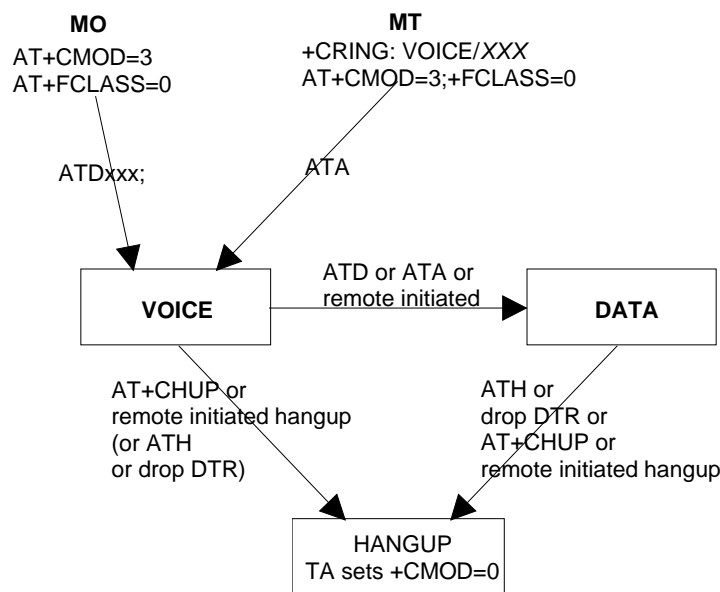 MO
AT+CMOD=3
AT+FCLASS=0
MT
+CRING: VOICE/XXX
AT+CMOD=3;+FCLASS=0
ATDxxx;
ATA
VOICE
ATD or ATA or
remote initiated
DATA
AT+CHUP or
remote initiated hangup
(or ATH
or drop DTR)
ATH or
drop DTR or
AT+CHUP or
remote initiated hangup
HANGUP
TA sets +CMOD=0